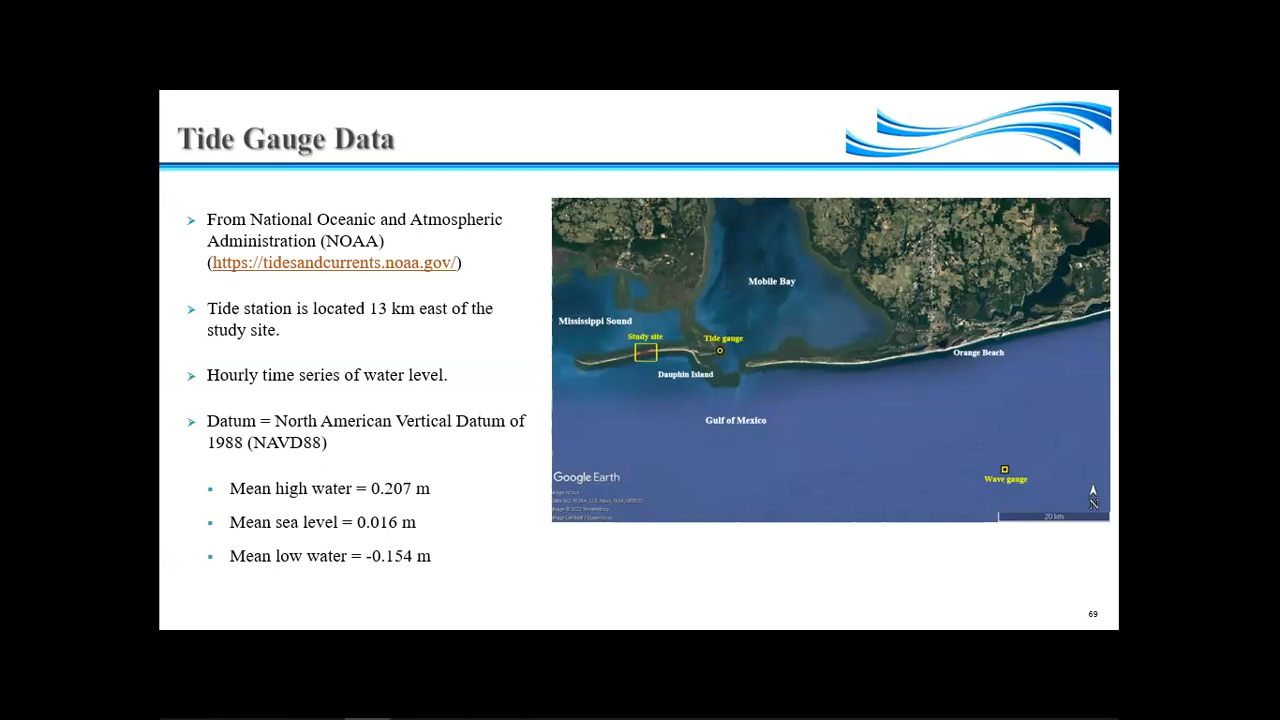 Tide Gauge Data
From National Oceanic and Atmospheric
Administration (NOAA)
(https://tidesandcurrents.noaa.gov/)
Tide station is located 13 km east of the
study site.
Hourly time series of water level.
Datum = North American Vertical Datum of
1988 (NAVD88)
Mean high water = 0.207 m
Mean sea level = 0.016 m
Mean low water = -0.154 m
Mobile Bay
Mississippi Sound
Study site
Tide gauge
Orange Beach
Dauphin Island
Gulf of Mexico
Google Earth
Wave gauge
N
20 km
69